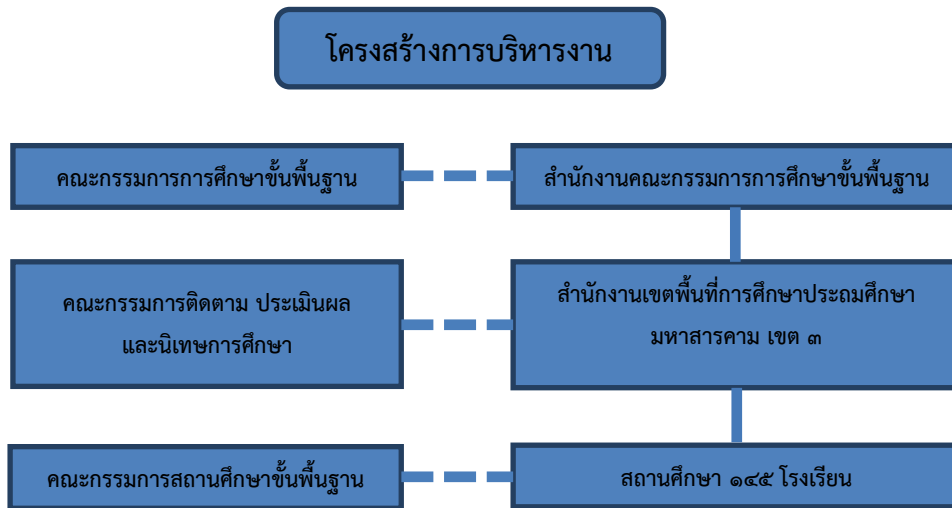 โครงสร้างการบริหารงาน
คณะกรรมการการศึกษาขั้นพื้นฐาน
สำนักงานคณะกรรมการการศึกษาขั้นพื้นฐาน
คณะกรรมการติดตาม ประเมินผล
และนิเทษการศึกษา
สำนักงานเขตพื้นที่การศึกษาประถมศึกษา
มหาสารคาม เขต ๓
คณะกรรมการสถานศึกษาขั้นพื้นฐาน
สถานศึกษา ๑๔๕ โรงเรียน